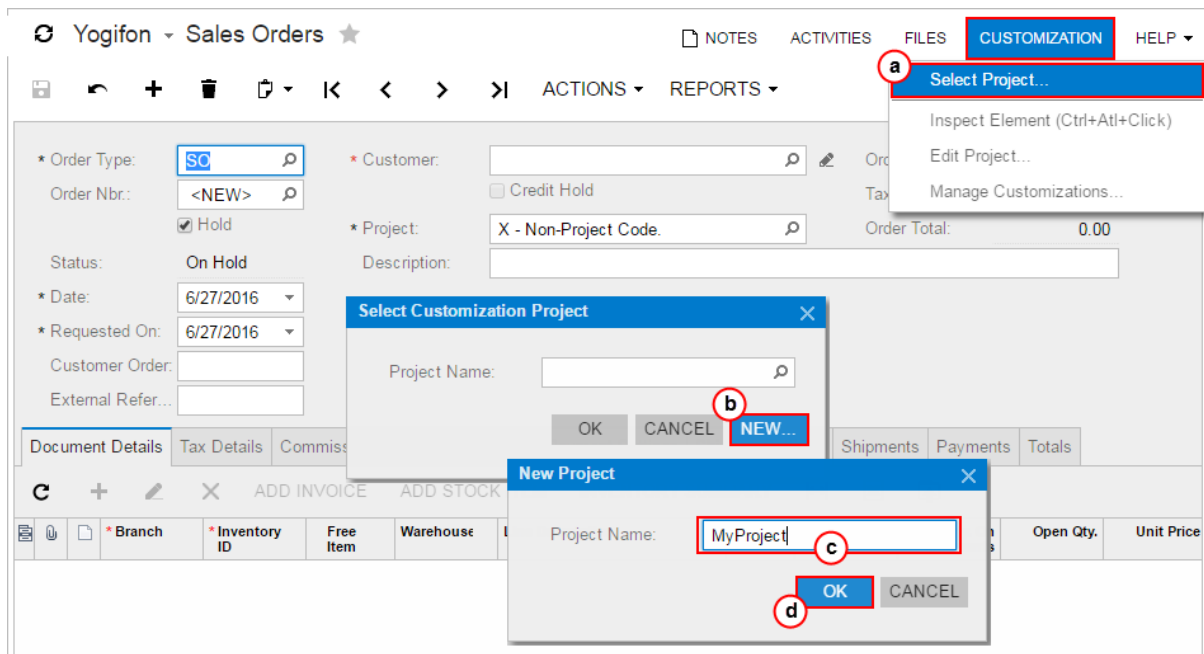 Yogifon Sales Orders
NOTES ACTIVITIES FILES CUSTOMIZATION HELP
a
Select Project...
Inspect Element (Ctrl+Atl+Click)
Edit Project...
Manage Customizations...
ACTIONS REPORTS
* Order Type: SO * Customer:
Order Nbr.: <NEW> Credit Hold
Hold * Project: X - Non-Project Code. Order Total: 0.00
Status: On Hold Description:
* Date: 6/27/2016
* Requested On: 6/27/2016
Customer Order:
External Refer...
Select Customization Project
Project Name:
b
OK CANCEL NEW...
Document Details Tax Details Commiss Shipments Payments Totals
ADD INVOICE ADD STOCK
* Branch * Inventory ID Free Item Warehouse Open Qty. Unit Price
New Project
Project Name: MyProject
c
OK CANCEL
d